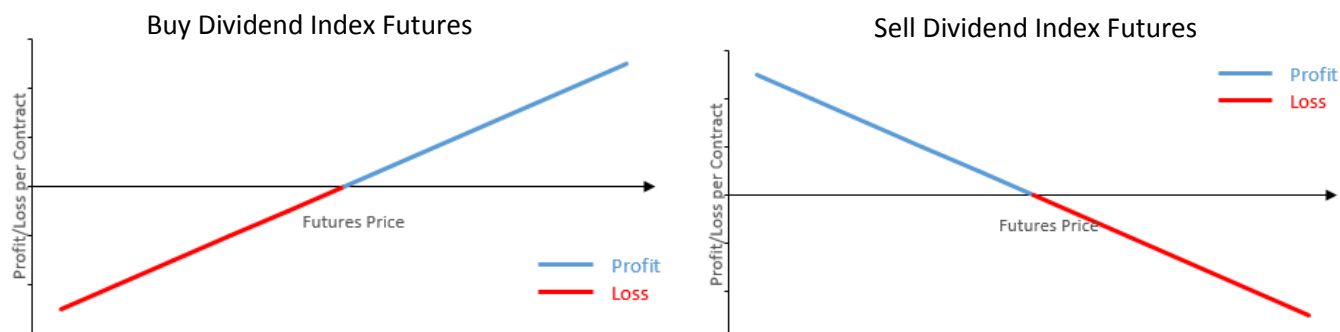 Buy Dividend Index Futures
Profit/Loss per Contract
Futures Price
Profit
Loss
Sell Dividend Index Futures
Profit/Loss per Contract
Futures Price
Profit
Loss